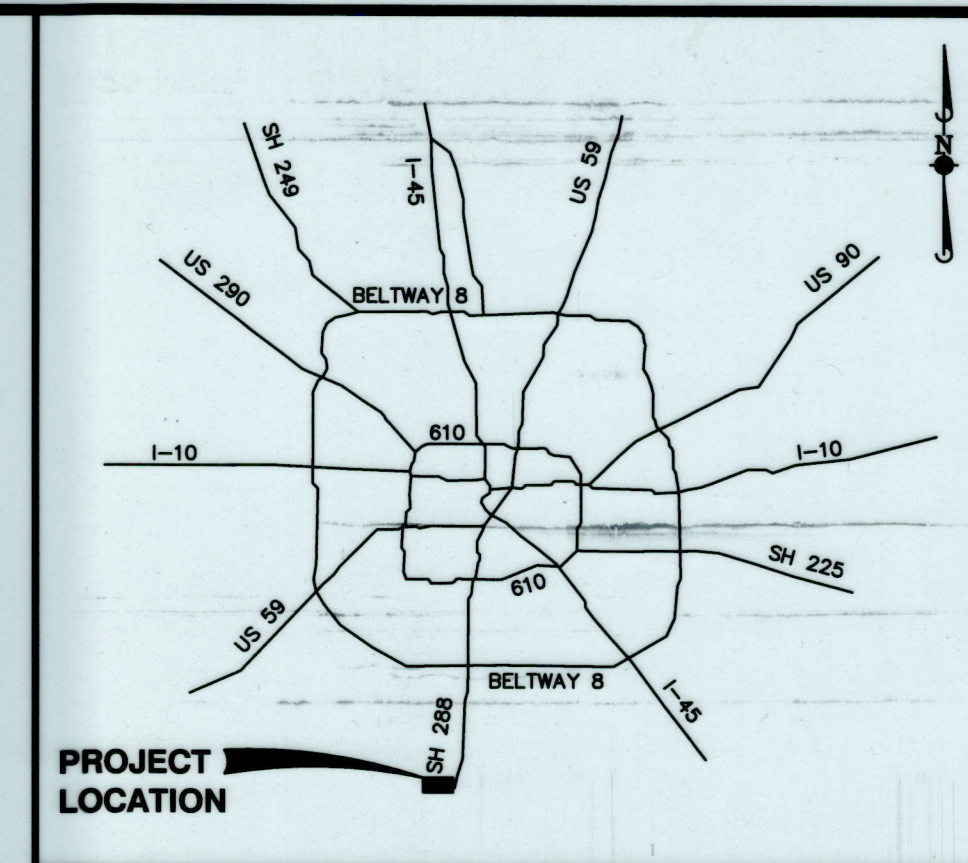 N
SH 249
I-45
US 59
US 290
BELTWAY 8
US 90
610
I-10
I-10
SH 225
610
US 59
BELTWAY 8
I-45
SH 288
PROJECT
LOCATION